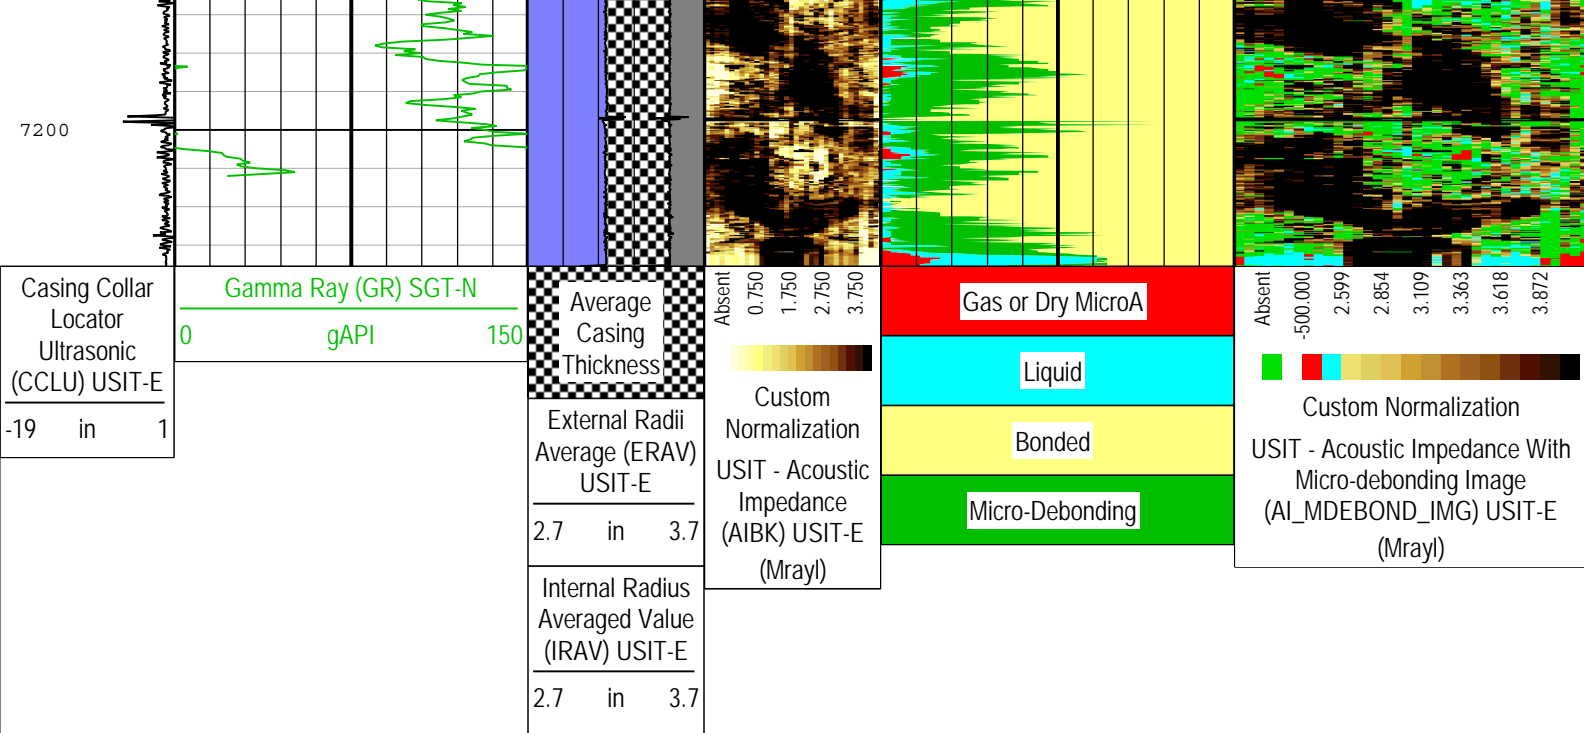 7200
Casing Collar
Locator
Ultrasonic
(CCLU) USIT-E
-19 in 1
Gamma Ray (GR) SGT-N
0 gAPI 150
Average
Casing
Thickness
External Radii
Average (ERAV)
USIT-E
2.7 in 3.7
Internal Radius
Averaged Value
(IRAV) USIT-E
2.7 in 3.7
Absent 0.750 1.750 2.750 3.750
Custom
Normalization
USIT - Acoustic
Impedance
(AIBK) USIT-E
(Mrayl)
Gas or Dry MicroA
Liquid
Bonded
Micro-Debonding
Absent -500.000 2.599 2.854 3.109 3.363 3.618 3.872
Custom Normalization
USIT - Acoustic Impedance With
Micro-debonding Image
(AI_MDEBOND_IMG) USIT-E
(Mrayl)